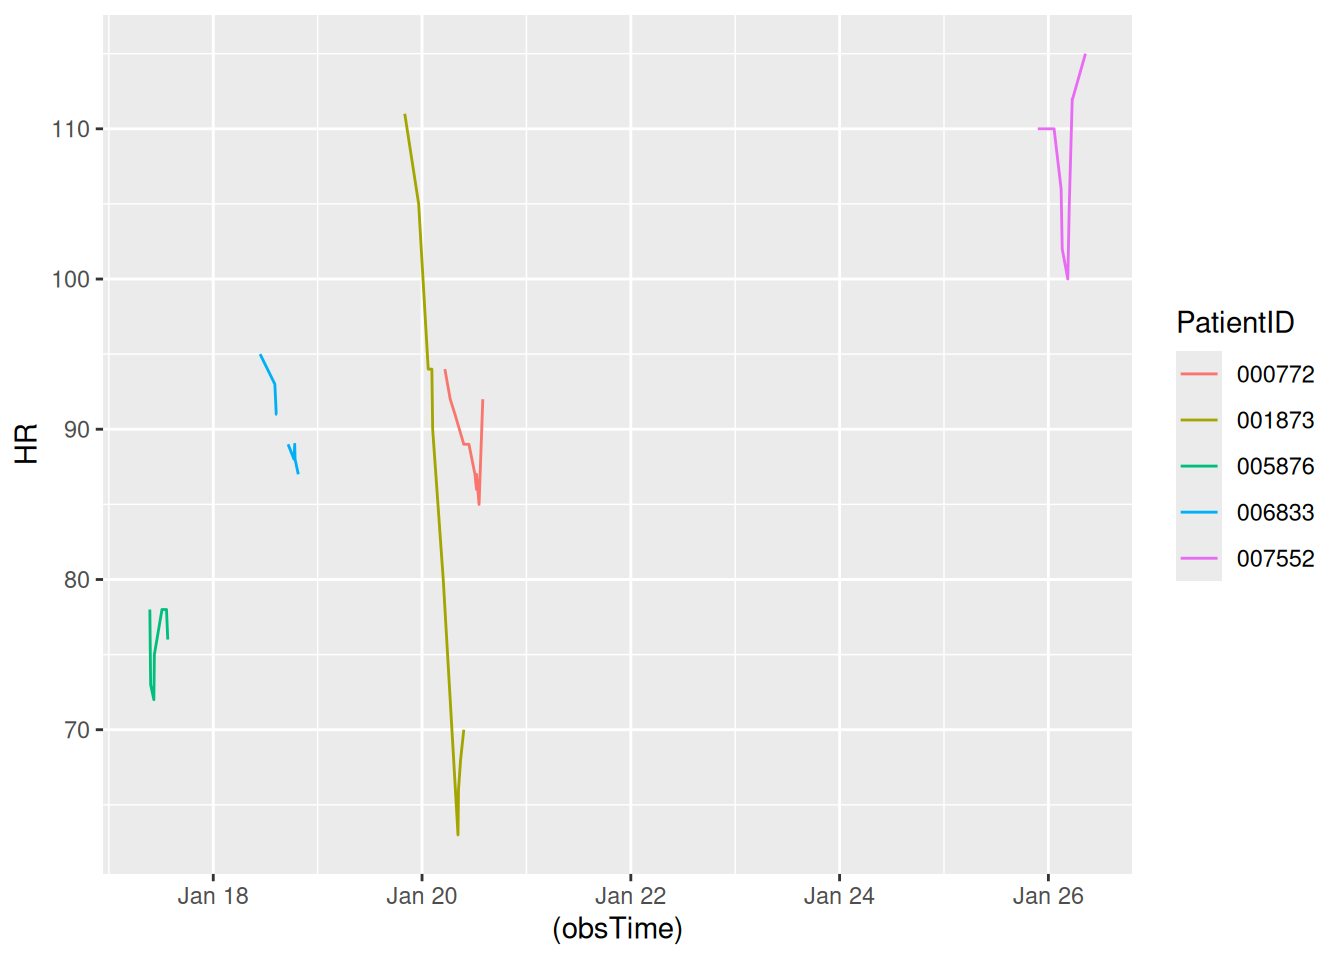 HR
110
100
90
80
70
Jan 18
Jan 20
Jan 22
Jan 24
Jan 26
(obsTime)
PatientID
000772
001873
005876
006833
007552